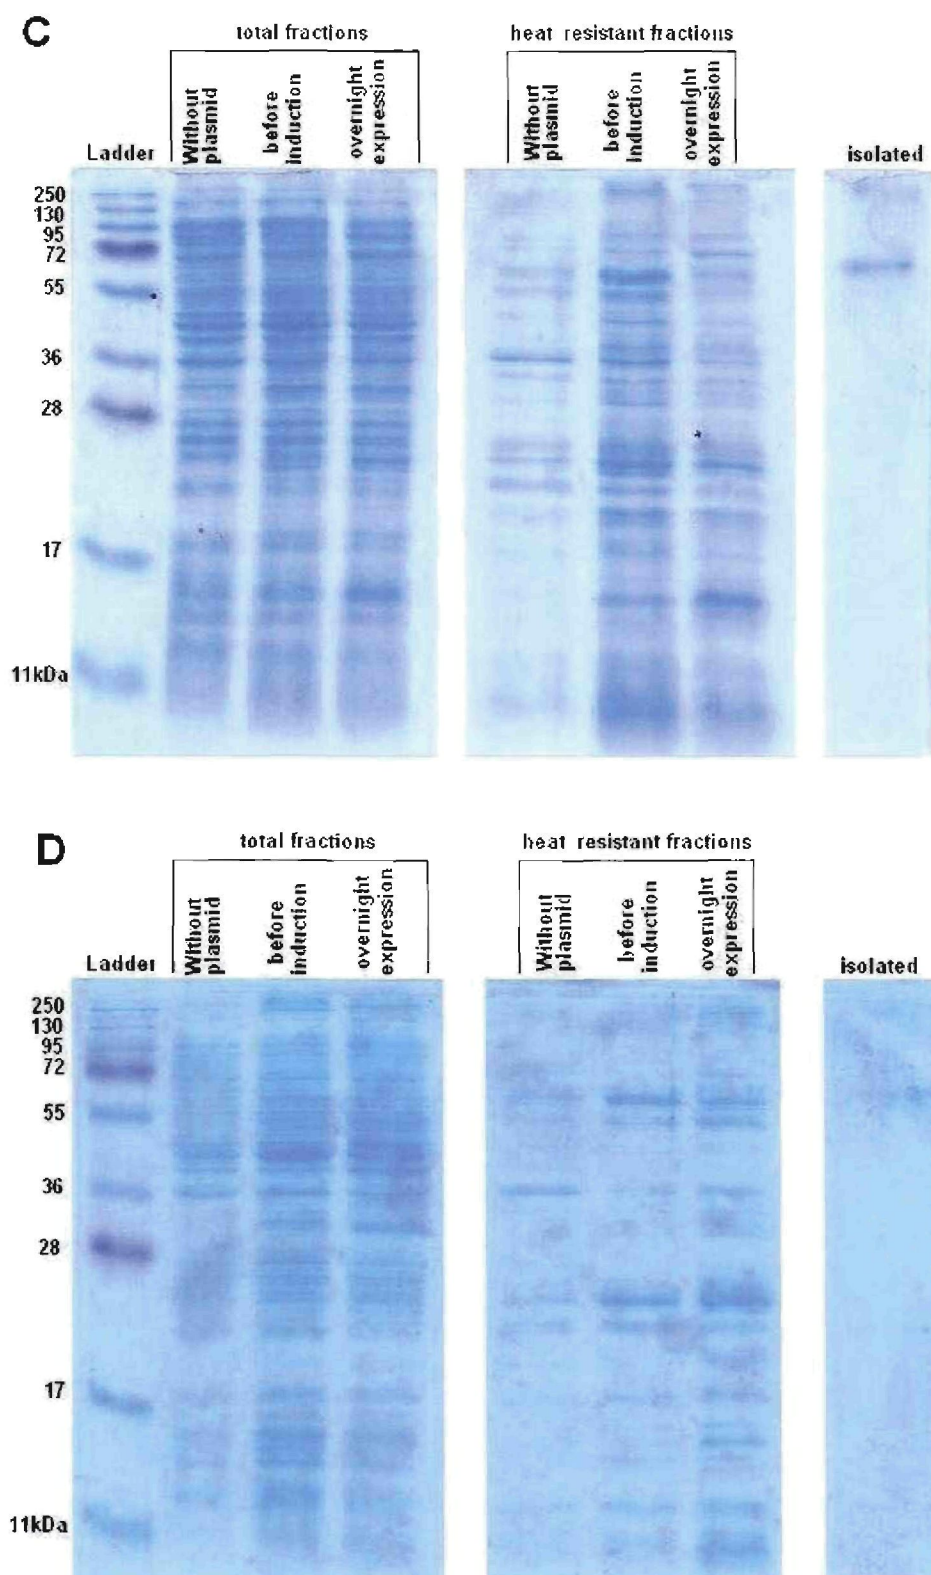 C
total fractions
heat resistant fractions
Ladder
Without plasmid
before induction
overnight expression
Without plasmid
before induction
overnight expression
isolated
250
130
95
72
55
36
28
17
11kDa
D
total fractions
heat resistant fractions
Ladder
Without plasmid
before induction
overnight expression
Without plasmid
before induction
overnight expression
isolated
250
130
95
72
55
36
28
17
11kDa